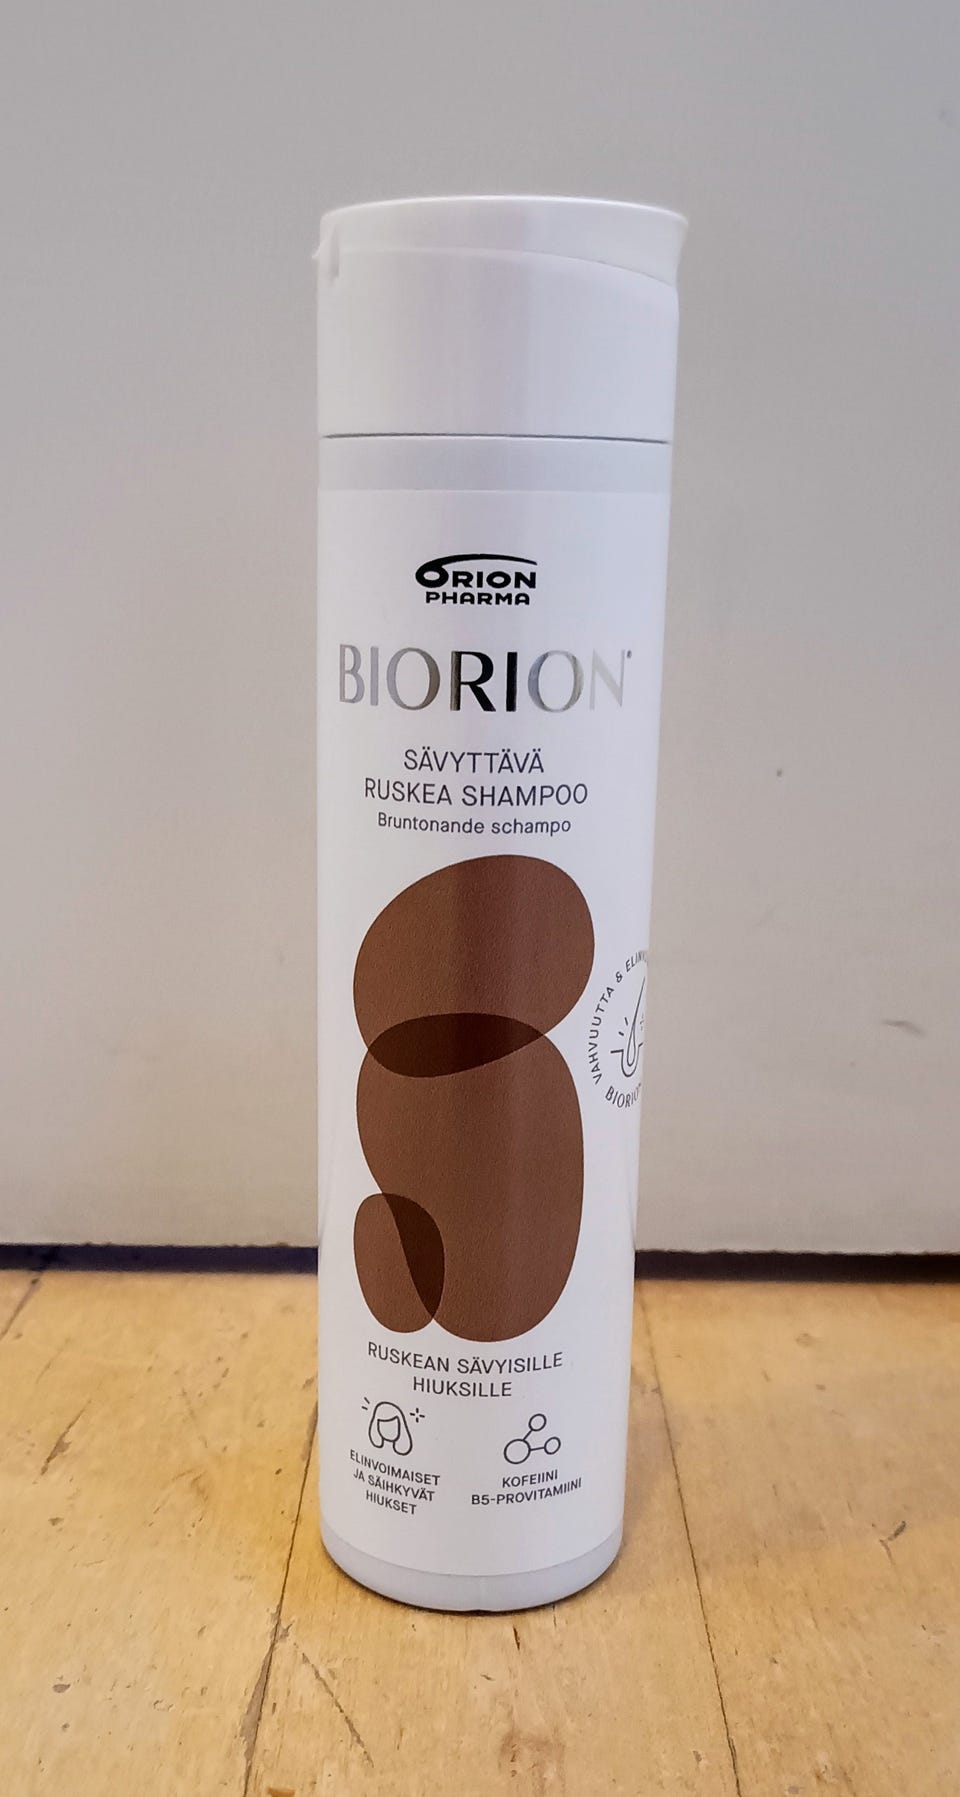 ORION
PHARMA
BIORION®
SÄVYTTÄVÄ
RUSKEA SHAMPOO
Bruntonande schampo
VAHVUUTTA &
RUSKEAN SÄVYISILLE
HIUKSILLE
ELINVOIMAISET
JA SÄIHKYVÄT
HIUKSET
KOFEIINI
B5-PROVITAMIINI